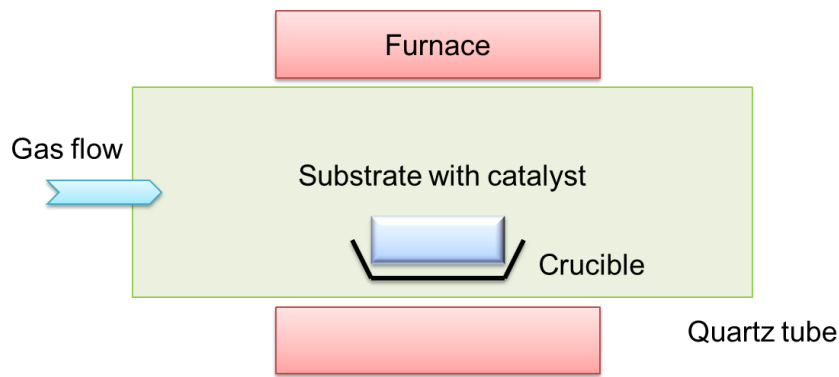 Furnace
Gas flow
Substrate with catalyst
Crucible
Quartz tube